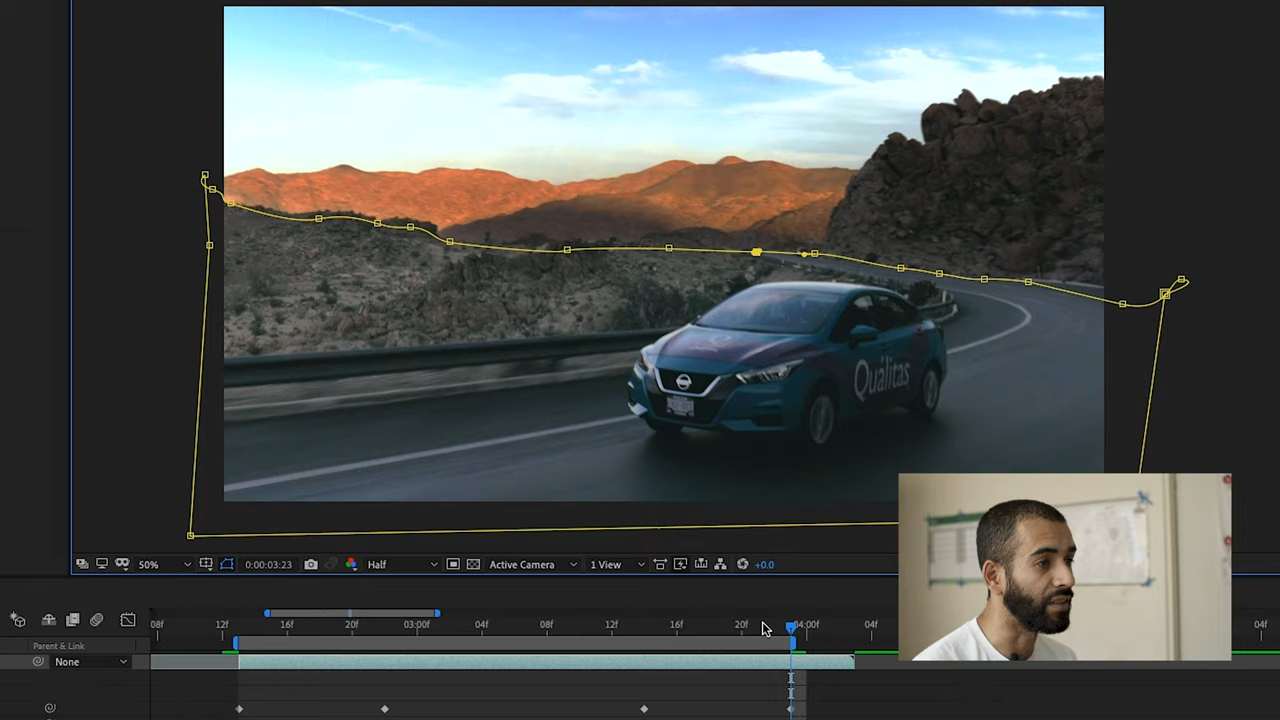 Quálitas
50%
0:00:03:23
Half
Active Camera
1 View
+0.0
08f
12f
16f
20f
03:00f
04f
08f
12f
16f
20f
04:00f
04f
04f
Parent & Link
None